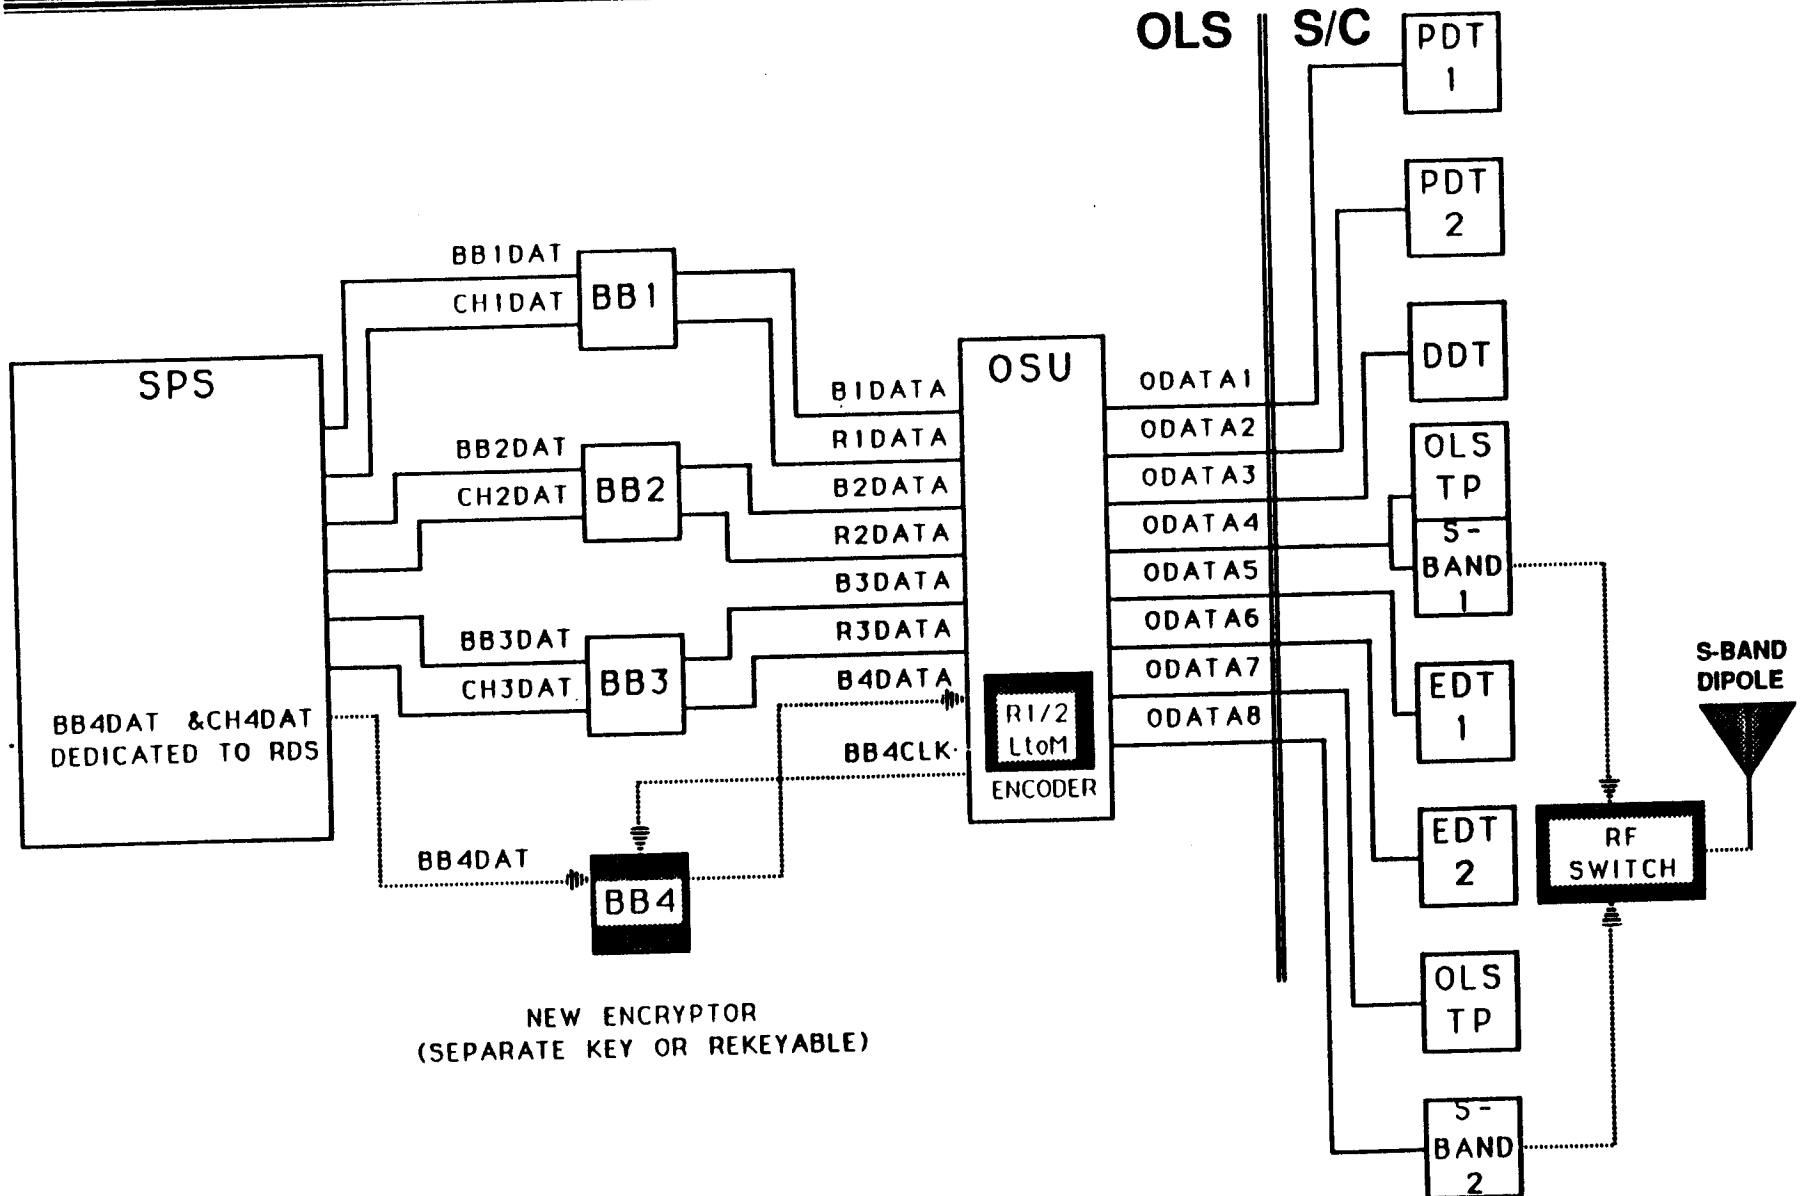 OLS
S/C
PDT
1
PDT
2
DDT
OLS
TP
S-
BAND
1
EDT
1
EDT
2
OLS
TP
S-
BAND
2
S-BAND
DIPOLE
RF
SWITCH
SPS
BB4DAT &CH4DAT
DEDICATED TO RDS
BB1DAT
CH1DAT
BB1
BB2DAT
CH2DAT
BB2
BB3DAT
CH3DAT
BB3
BB4DAT
BB4
NEW ENCRYPTOR
(SEPARATE KEY OR REKEYABLE)
B1DATA
R1DATA
B2DATA
R2DATA
B3DATA
R3DATA
B4DATA
BB4CLK
OSU
R1/2
LtoM
ENCODER
ODATA1
ODATA2
ODATA3
ODATA4
ODATA5
ODATA6
ODATA7
ODATA8